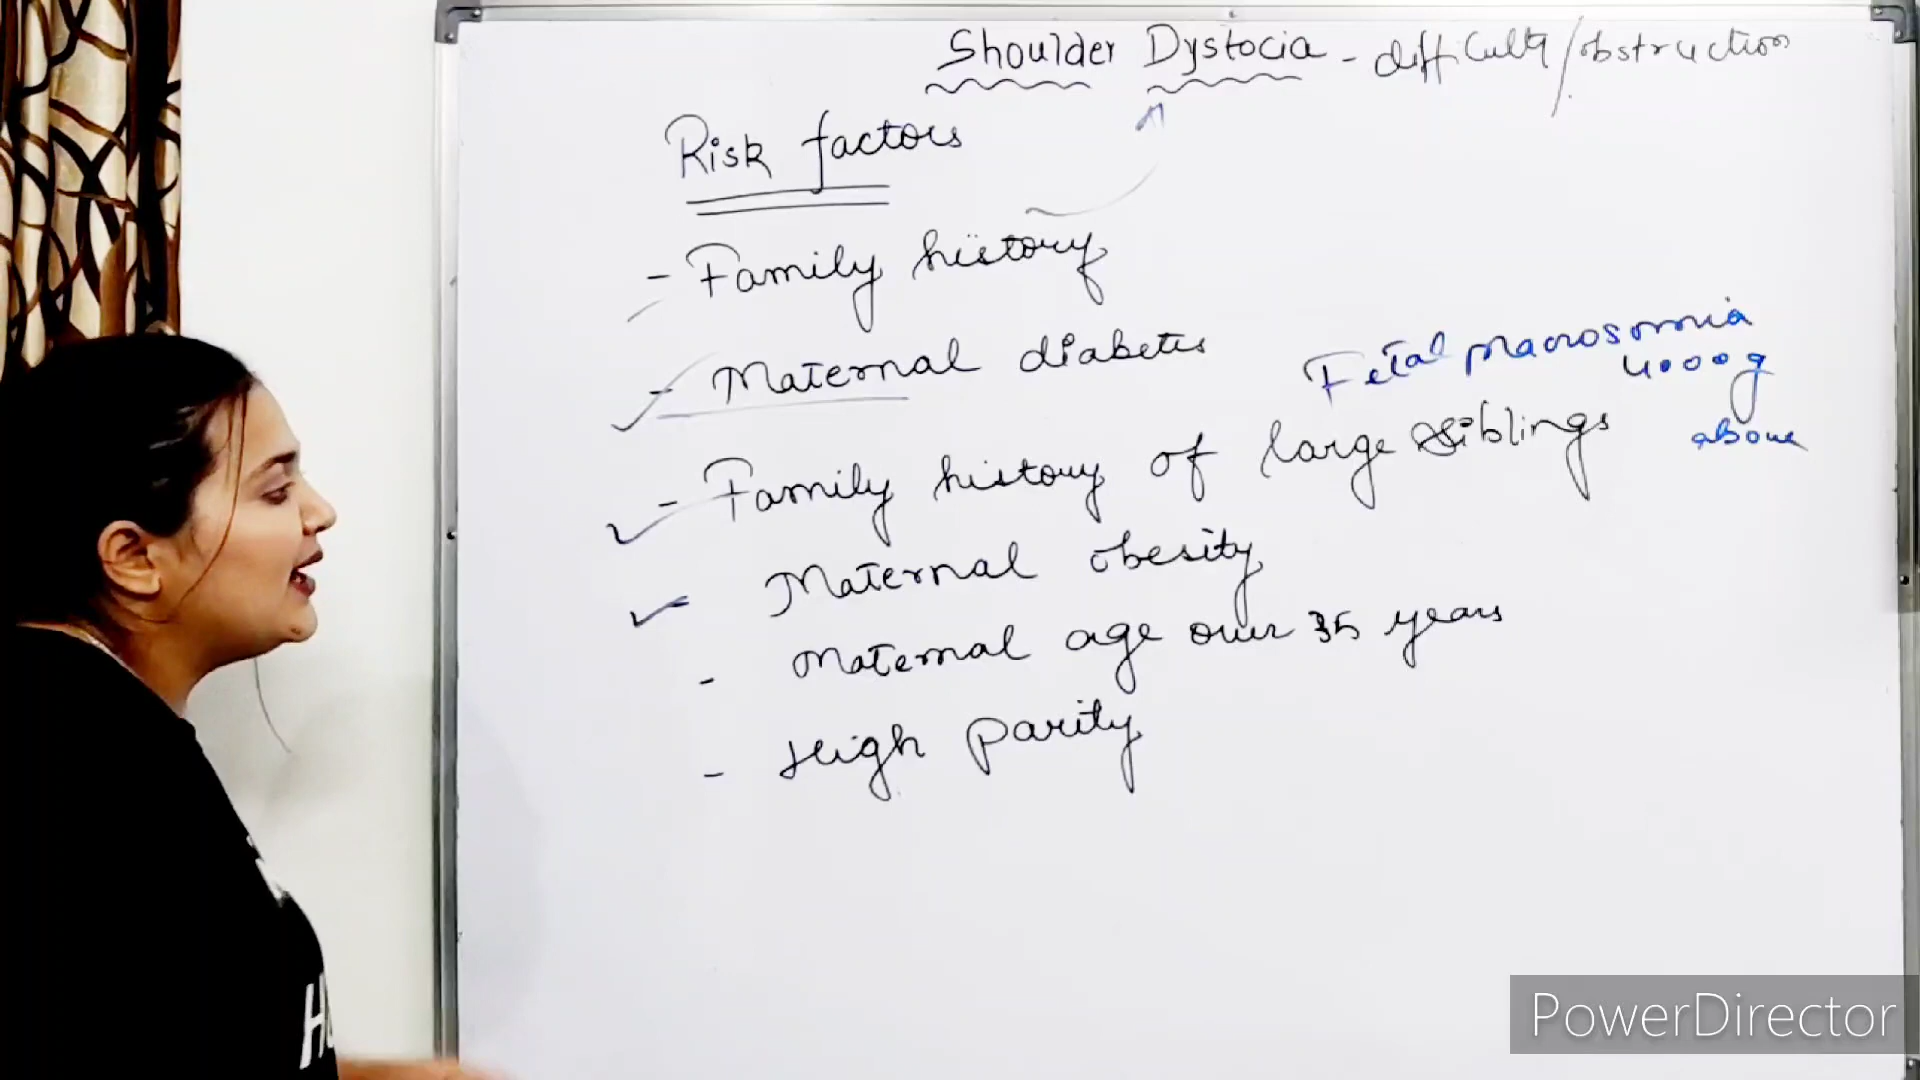 Shoulder Dystocia - difficult/obstruction
Risk factors
- Family history
- Maternal diabetes
Fetal macrosomia
4000g
above
- Family history of large siblings
Maternal obesity
- Maternal age over 35 years
- High parity
H
PowerDirector